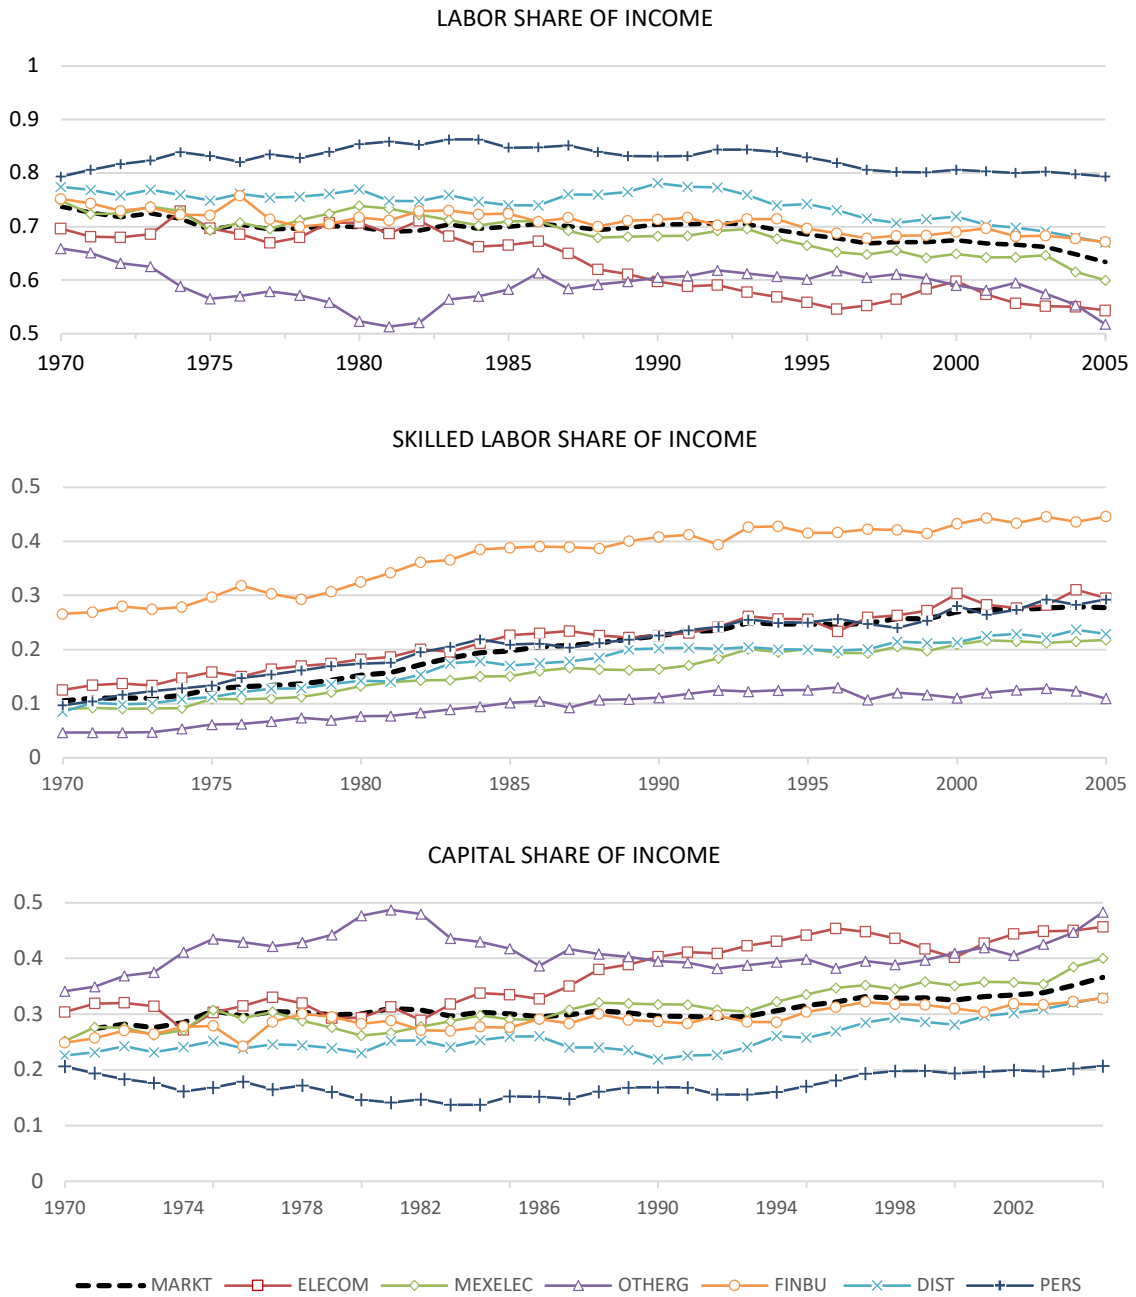 LABOR SHARE OF INCOME
1
0.9
0.8
0.7
0.6
0.5
1970 1975 1980 1985 1990 1995 2000 2005
SKILLED LABOR SHARE OF INCOME
0.5
0.4
0.3
0.2
0.1
0
1970 1975 1980 1985 1990 1995 2000 2005
CAPITAL SHARE OF INCOME
0.5
0.4
0.3
0.2
0.1
0
1970 1974 1978 1982 1986 1990 1994 1998 2002
MARKT ELECOM MEXELEC OTHERG FINBU DIST PERS